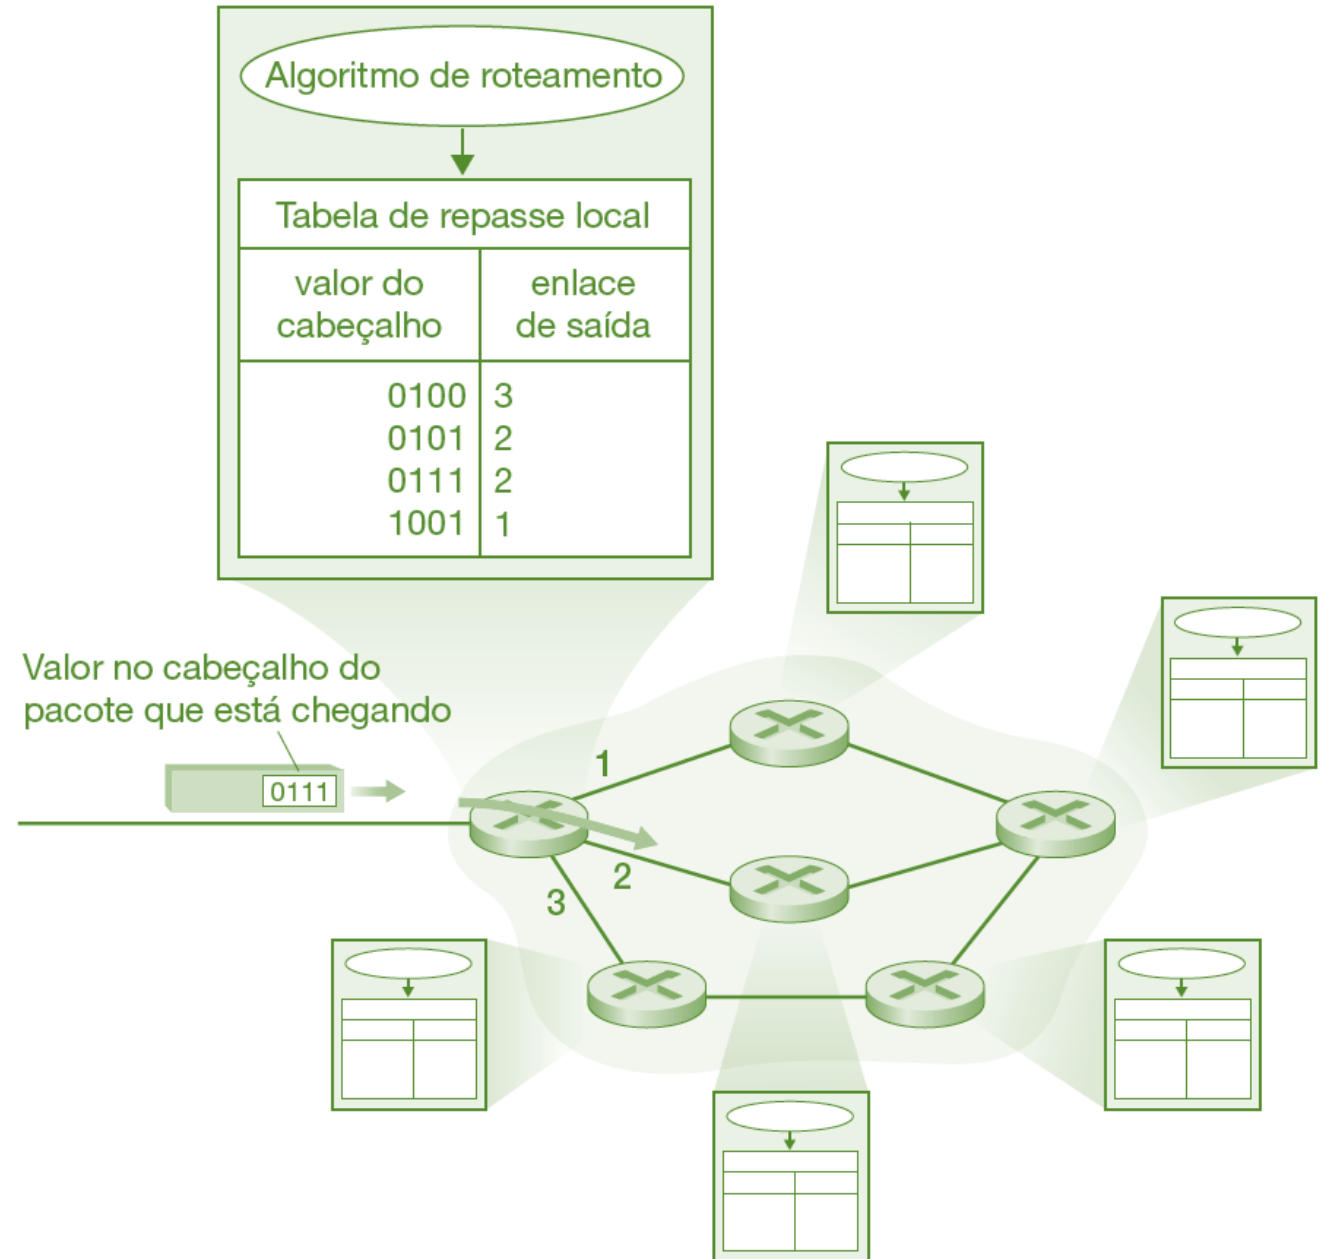 Algoritmo de roteamento
Tabela de repasse local
valor do
cabeçalho
enlace
de saída
0100 3
0101 2
0111 2
1001 1
Valor no cabeçalho do
pacote que está chegando
0111
1
2
3